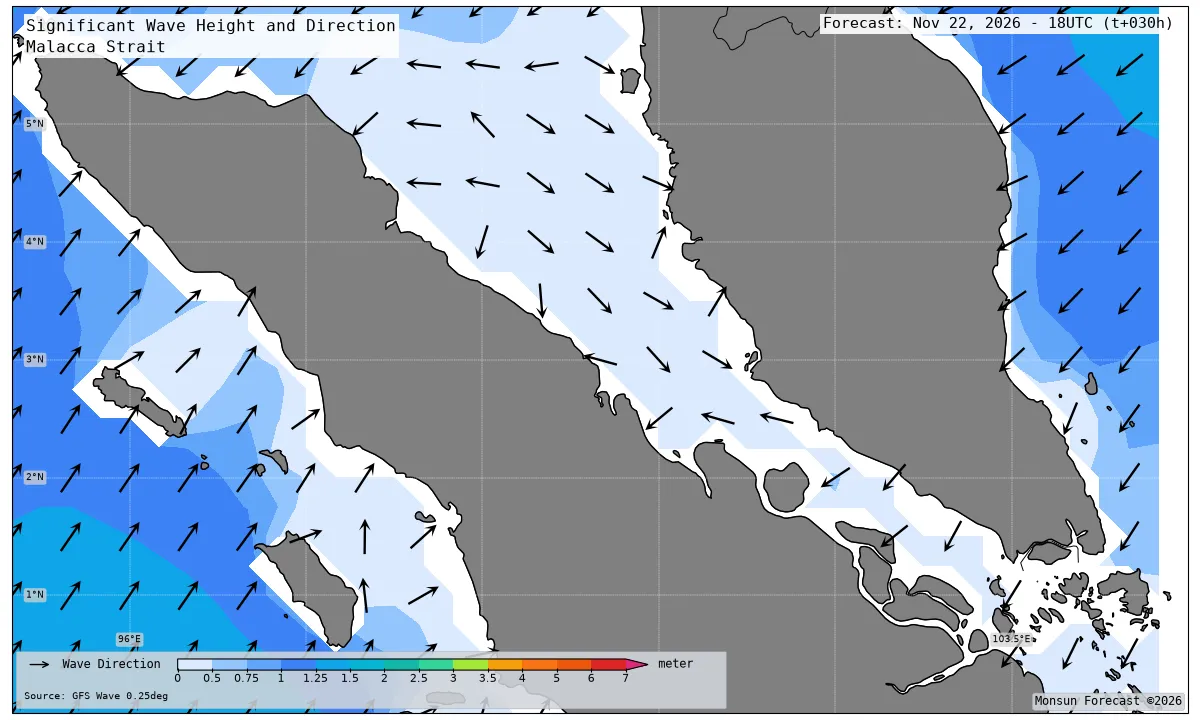 Significant Wave Height and Direction
Malacca Strait
Forecast: Nov 22, 2026 - 18UTC (t+030h)
5°N
4°N
3°N
2°N
1°N
96°E
103.5°E
Wave Direction
0 0.5 0.75 1 1.25 1.5 2 2.5 3 3.5 4 5 6 7
meter
Source: GFS Wave 0.25deg
Monsun Forecast ©2026